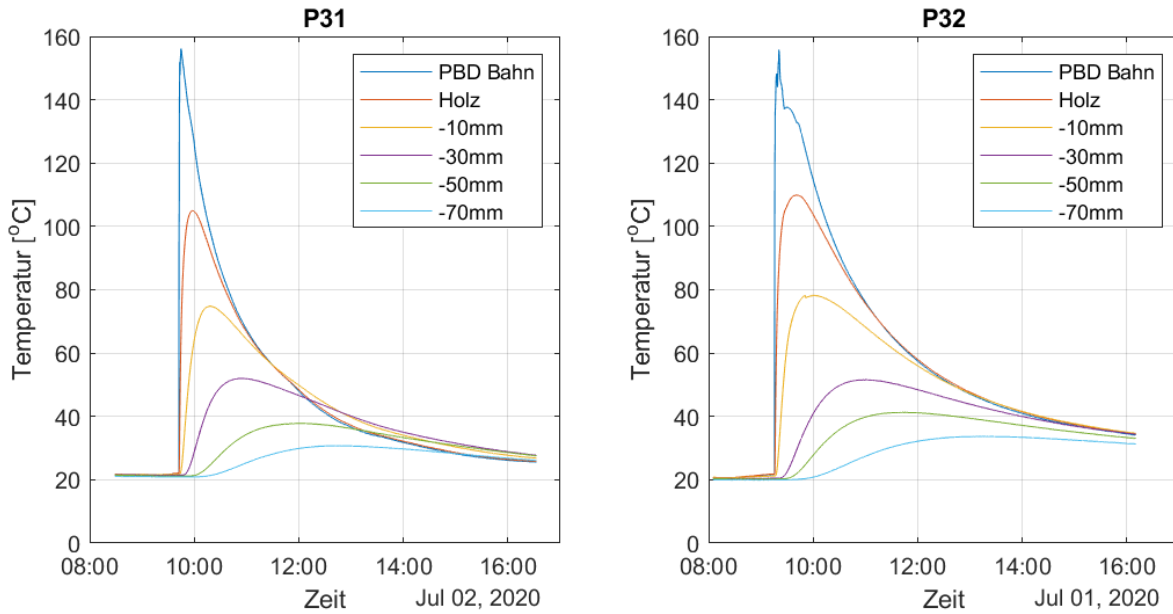 P31
160
140
120
100
80
60
40
20
0
Temperatur [°C]
08:00 10:00 12:00 14:00 16:00
Zeit
Jul 02, 2020
PBD Bahn
Holz
-10mm
-30mm
-50mm
-70mm
P32
160
140
120
100
80
60
40
20
0
Temperatur [°C]
08:00 10:00 12:00 14:00 16:00
Zeit
Jul 01, 2020
PBD Bahn
Holz
-10mm
-30mm
-50mm
-70mm